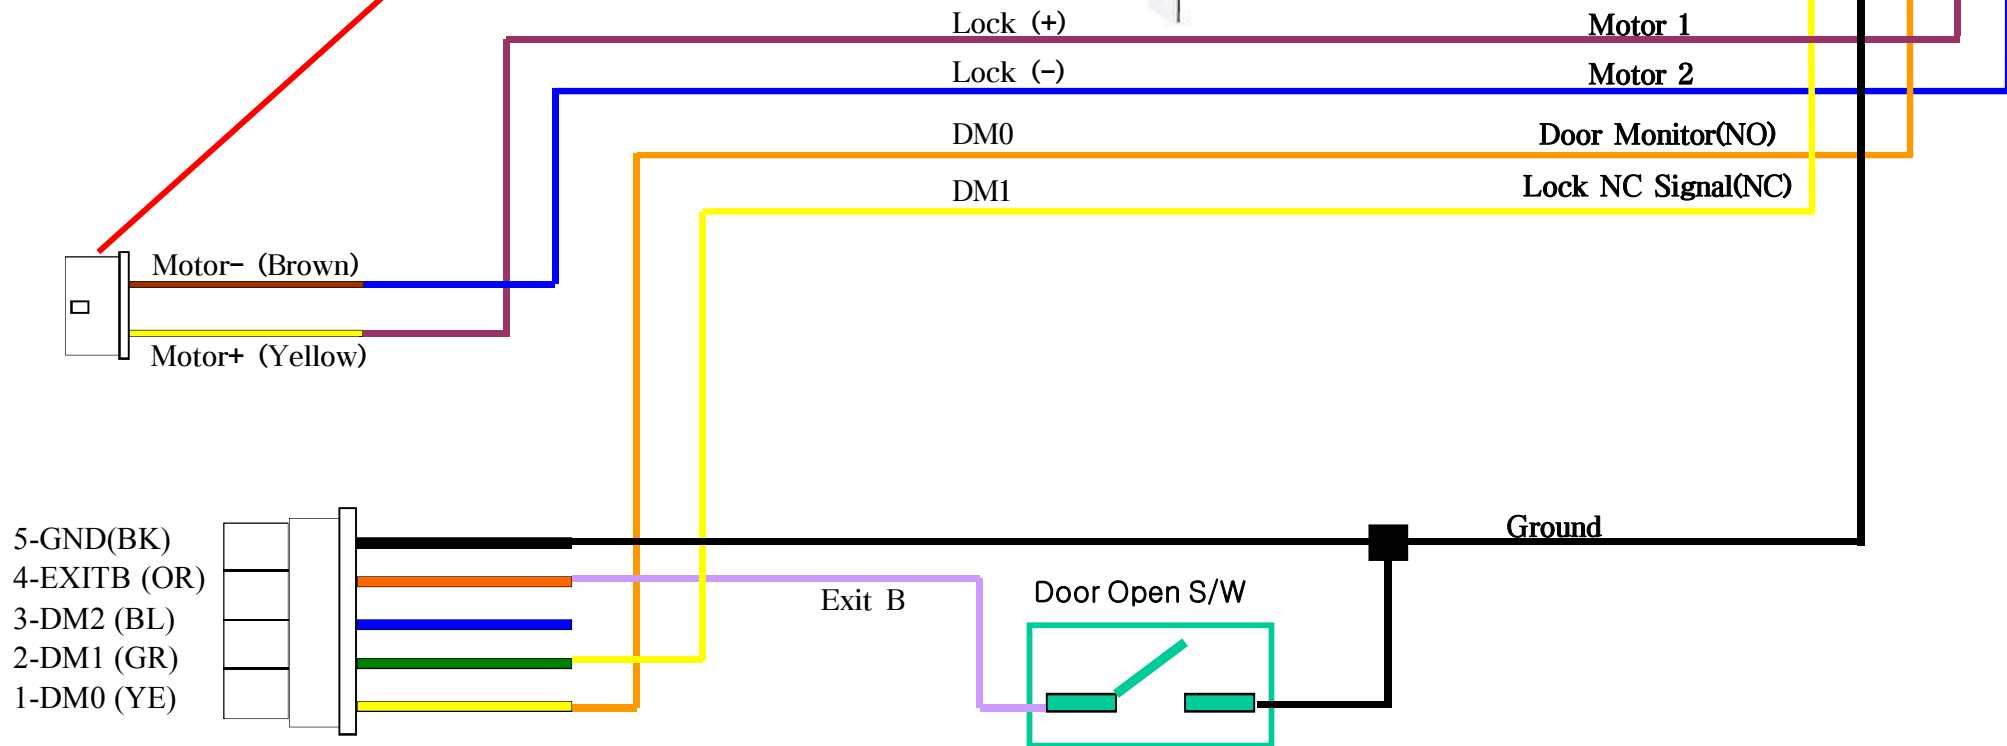 Lock (+)
Motor 1
Lock (-)
Motor 2
DM0
Door Monitor(NO)
DM1
Lock NC Signal(NC)
Motor- (Brown)
Motor+ (Yellow)
5-GND(BK)
Ground
4-EXITB (OR)
Exit B
Door Open S/W
3-DM2 (BL)
2-DM1 (GR)
1-DM0 (YE)